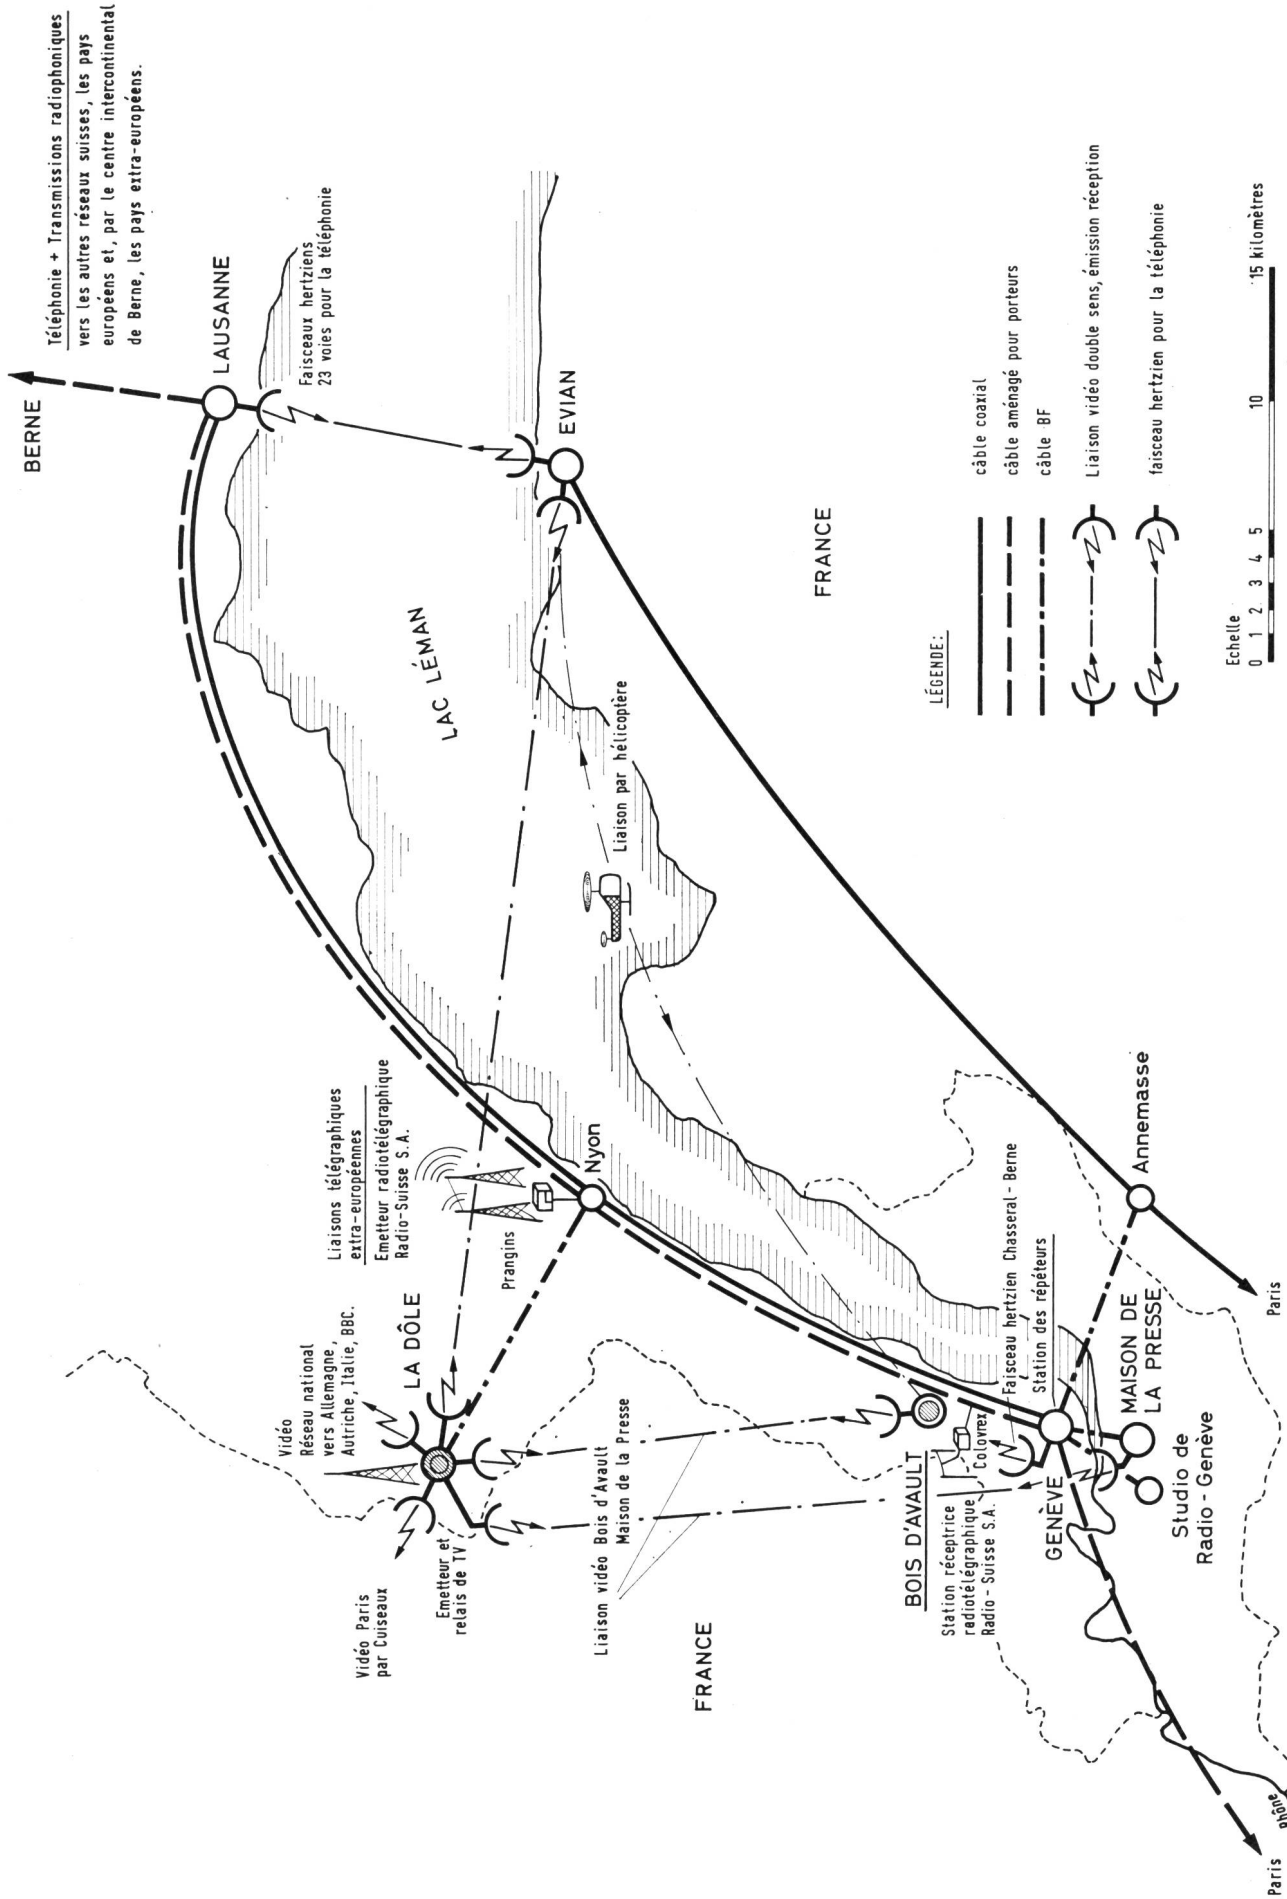 Téléphonie + Transmissions radiophoniques
vers les autres réseaux suisses, les pays
européens et, par le centre intercontinental
de Berne, les pays extra-européens.
BERNE
LAUSANNE
Faisceaux hertziens
23 voies pour la téléphonie
EVIAN
LAC LÉMAN
FRANCE
Liaison par hélicoptère
Liaisons télégraphiques
extra-européennes
Emetteur radiotélégraphique
Radio-Suisse S.A.
Prangins
Nyon
Vidéo
Réseau national
vers Allemagne,
Autriche, Italie, BBC.
LA DÔLE
Vidéo Paris
par Cuiseaux
Emetteur et
relais de TV
Liaison vidéo Bois d'Avault
Maison de la Presse
FRANCE
BOIS D'AVAULT
Station réceptrice
radiotélégraphique
Radio-Suisse S.A.
Colovrex
Faisceau hertzien Chasseral-Berne
Station des répéteurs
GENÈVE
MAISON DE
LA PRESSE
Studio de
Radio-Genève
Annemasse
Paris
Paris
Rhône
LÉGENDE:
câble coaxial
câble aménagé pour porteurs
câble BF
Liaison vidéo double sens, émission réception
faisceau hertzien pour la téléphonie
Echelle
0 1 2 3 4 5 10 15 kilomètres